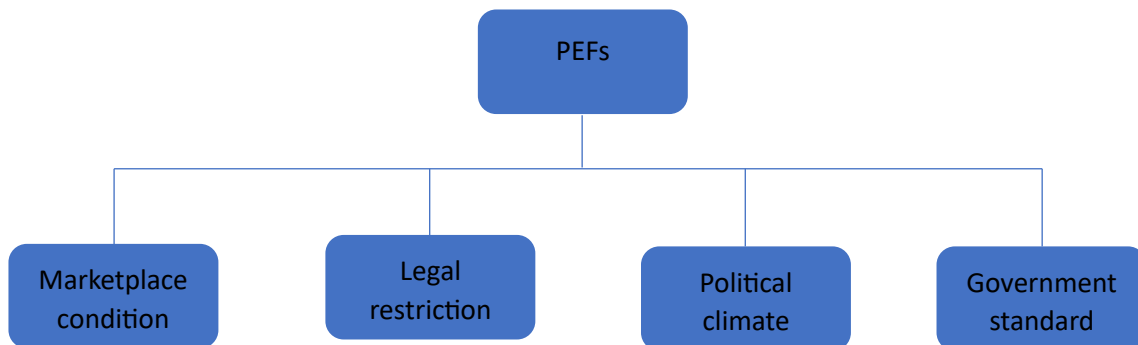 PEFs
Marketplace
condition
Legal
restriction
Political
climate
Government
standard